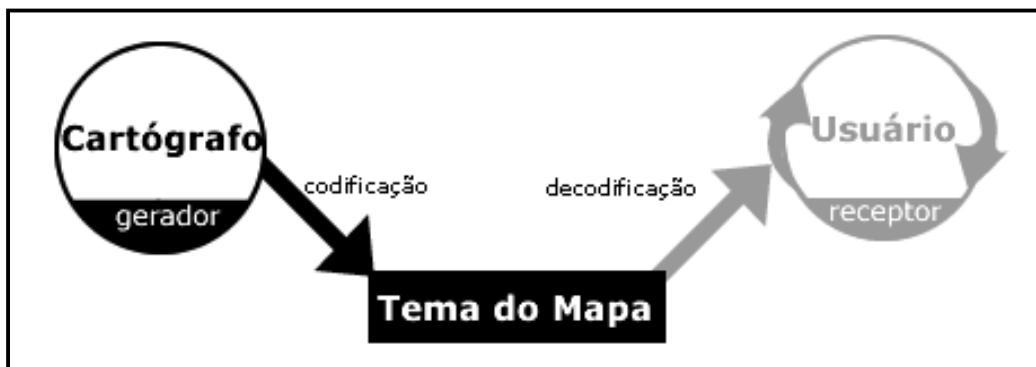 Cartógrafo
gerador
codificação
Tema do Mapa
decodificação
Usuário
receptor